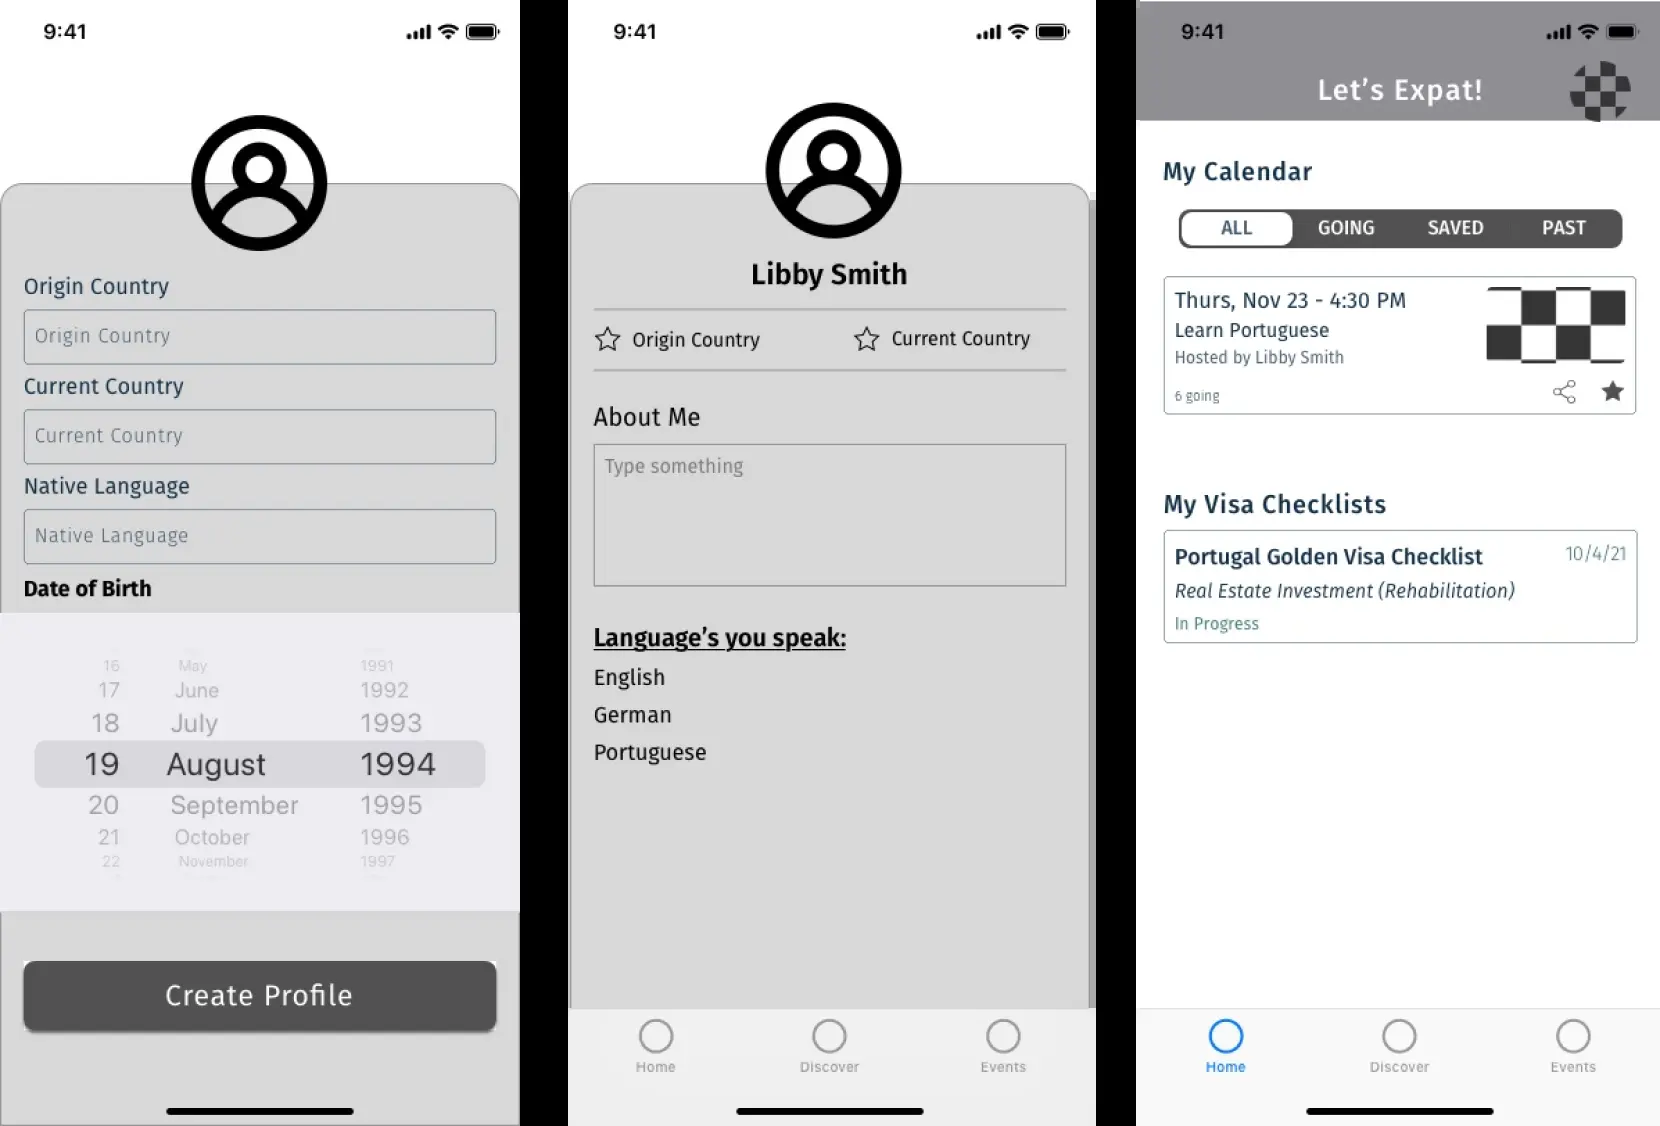 9:41
Origin Country
Origin Country
Current Country
Current Country
Native Language
Native Language
Date of Birth
16 May 1991
17 June 1992
18 July 1993
19 August 1994
20 September 1995
21 October 1996
22 November 1997
Create Profile
9:41
Libby Smith
Origin Country Current Country
About Me
Type something
Language's you speak:
English
German
Portuguese
Home Discover Events
9:41
Let's Expat!
My Calendar
ALL GOING SAVED PAST
Thurs, Nov 23 - 4:30 PM
Learn Portuguese
Hosted by Libby Smith
6 going
My Visa Checklists
Portugal Golden Visa Checklist 10/4/21
Real Estate Investment (Rehabilitation)
In Progress
Home Discover Events